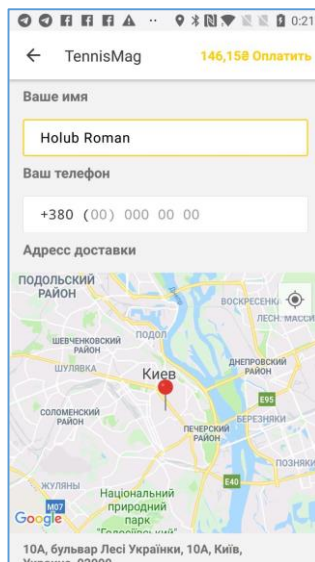 0:21
TennisMag
146,15₴ Оплатить
Ваше имя
Holub Roman
Ваш телефон
+380 (00) 000 00 00
Адресс доставки
ПОДОЛЬСКИЙ
РАЙОН
ВОСКРЕСЕНКА
ЛЕСН. МАССИ
ПОДОЛ
ШЕВЧЕНКОВСКИЙ
РАЙОН
ДНЕПРОВСКИЙ
РАЙОН
ШУЛЯВКА
Киев
E95
СОЛОМЕНСКИЙ
РАЙОН
БЕРЕЗНЯКИ
ПЕЧЕРСКИЙ
РАЙОН
ПОЗНЯКИ
E40
ЖУЛЯНЫ
M07
Національний
природний
парк
"Голосіївський"
Google
10А, бульвар Лесі Українки, 10А, Київ,